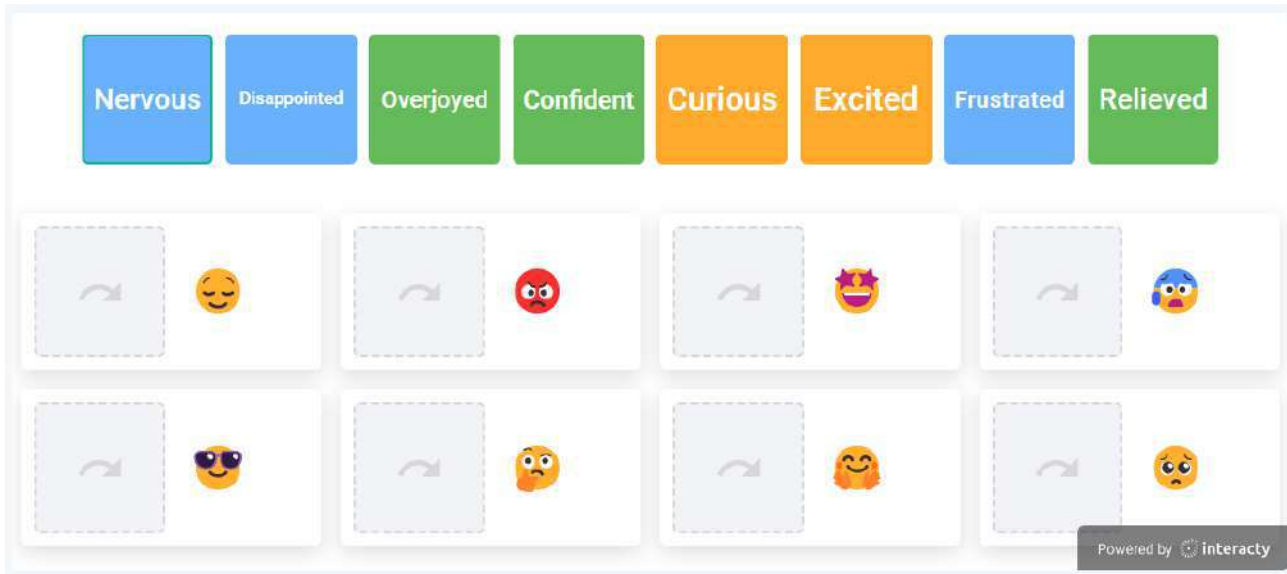 Nervous
Disappointed
Overjoyed
Confident
Curious
Excited
Frustrated
Relieved
Powered by interacty